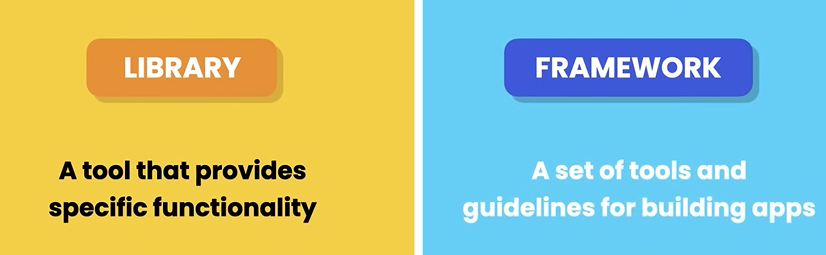 LIBRARY
A tool that provides
specific functionality
FRAMEWORK
A set of tools and
guidelines for building apps